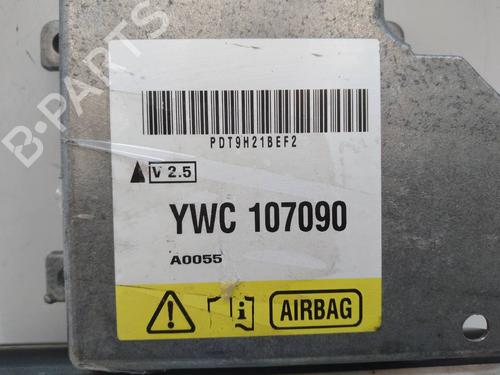 B-PARTS
PDT9H21BEF2
V 2.5
YWC 107090
A0055
i
AIRBAG